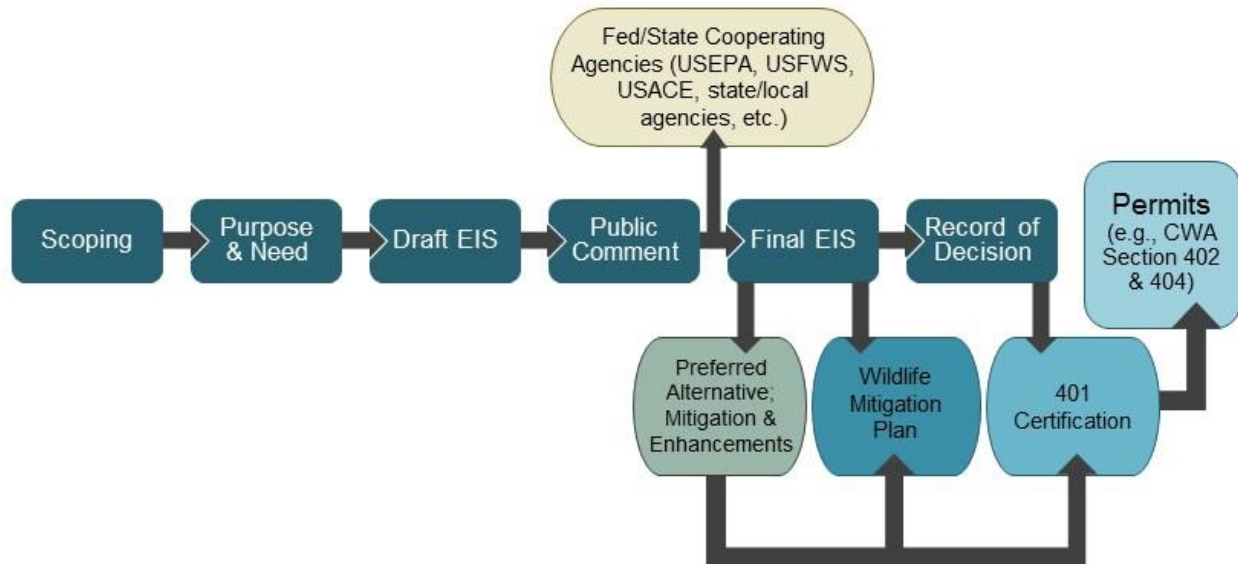 Fed/State Cooperating
Agencies (USEPA, USFWS,
USACE, state/local
agencies, etc.)
Scoping
Purpose
& Need
Draft EIS
Public
Comment
Final EIS
Record of
Decision
Permits
(e.g., CWA
Section 402
& 404)
Preferred
Alternative;
Mitigation &
Enhancements
Wildlife
Mitigation
Plan
401
Certification